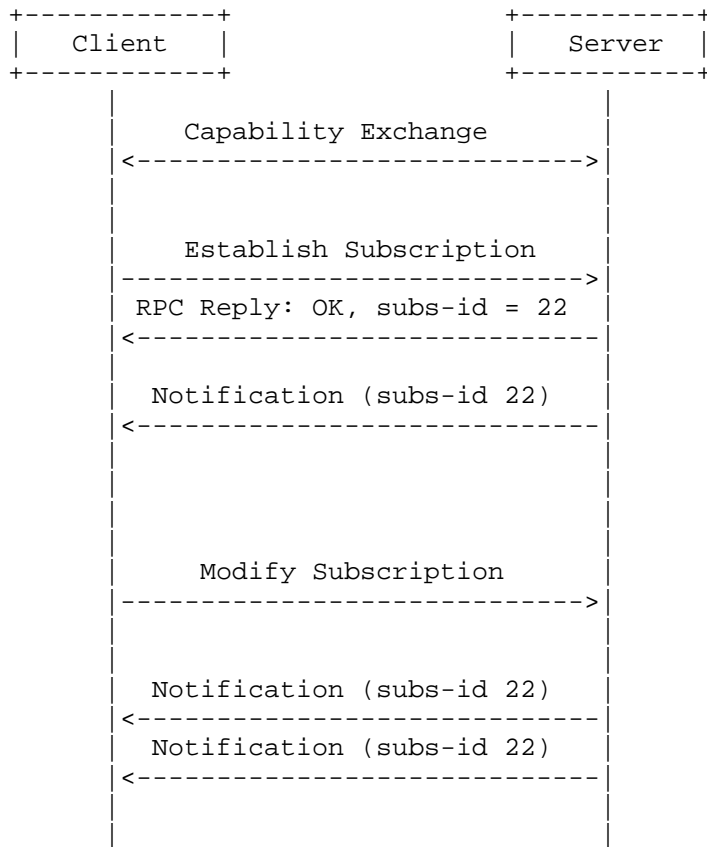 Client Server
Capability Exchange
Establish Subscription
RPC Reply: OK, subs-id = 22
Notification (subs-id 22)
Modify Subscription
Notification (subs-id 22)
Notification (subs-id 22)